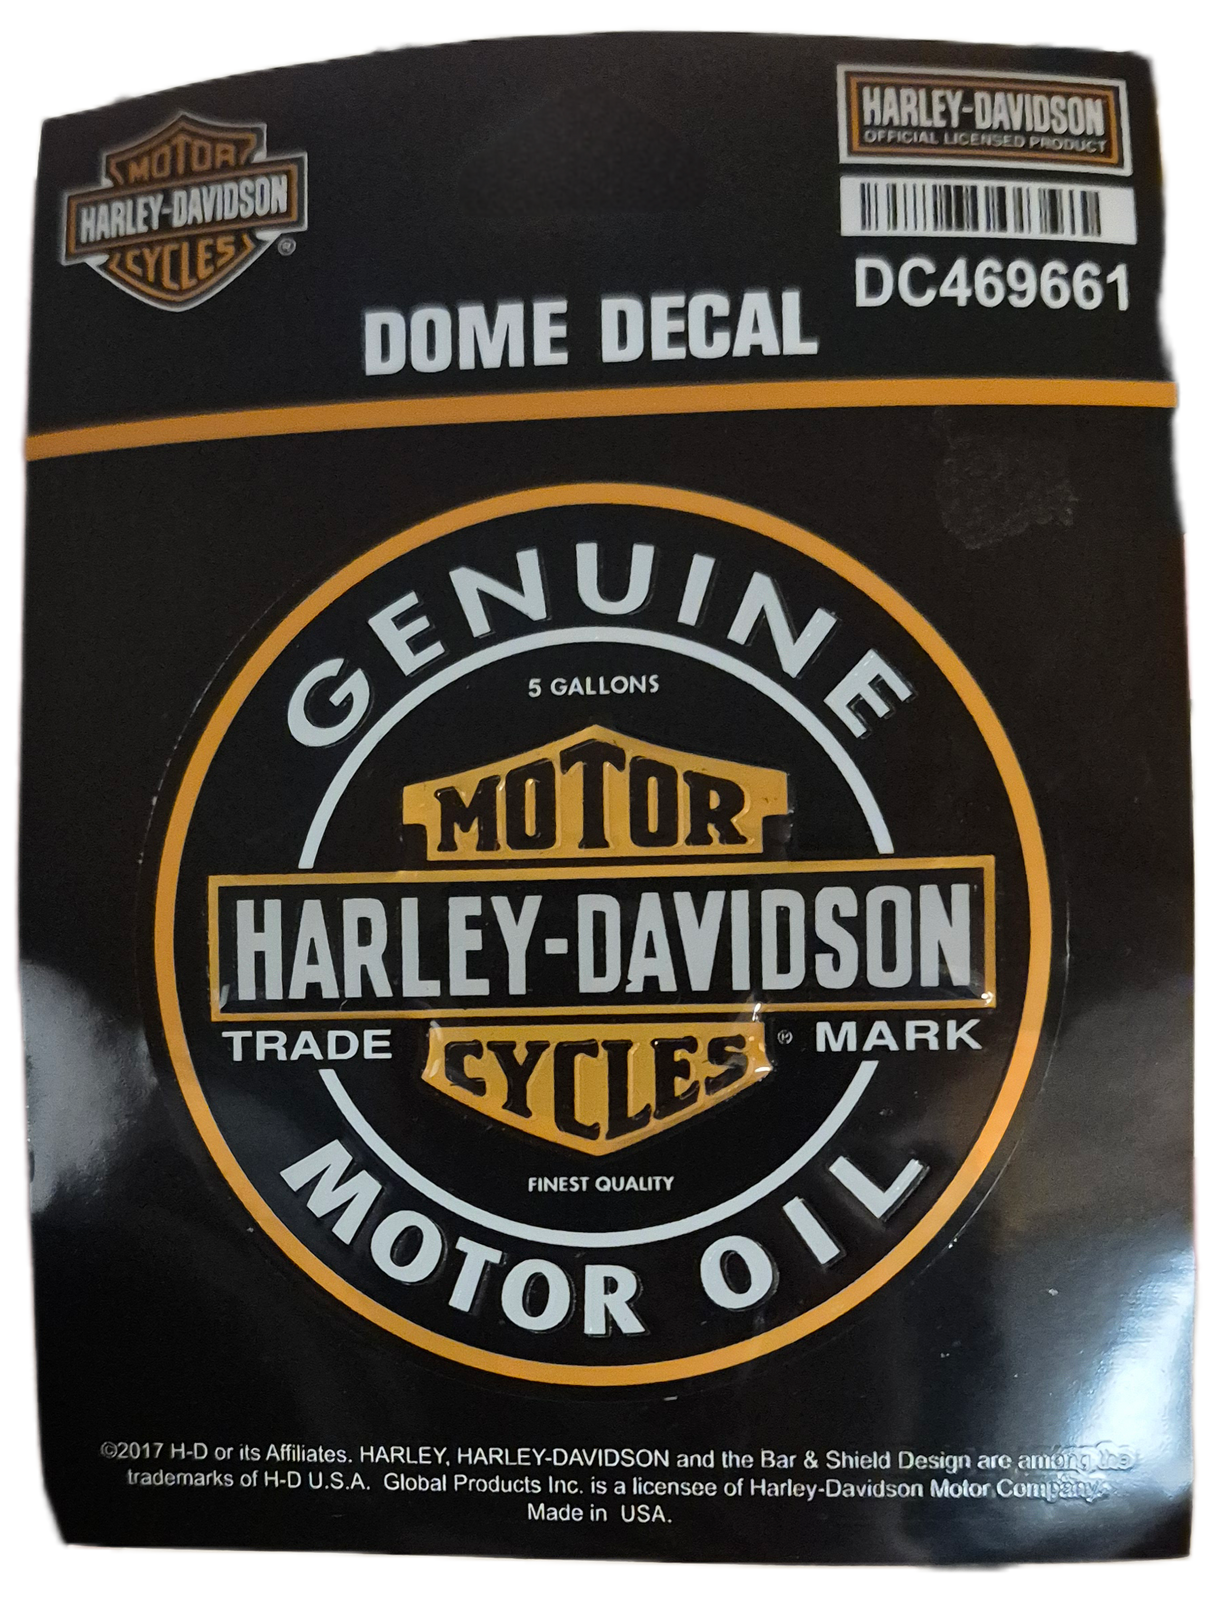 MOTOR
HARLEY-DAVIDSON
CYCLES
®
HARLEY-DAVIDSON
OFFICIAL LICENSED PRODUCT
DC469661
DOME DECAL
GENUINE
5 GALLONS
MOTOR
HARLEY-DAVIDSON
TRADE
CYCLES
®
MARK
FINEST QUALITY
MOTOR OIL
©2017 H-D or its Affiliates. HARLEY, HARLEY-DAVIDSON and the Bar & Shield Design are among the
trademarks of H-D U.S.A. Global Products Inc. is a licensee of Harley-Davidson Motor Company.
Made in USA.